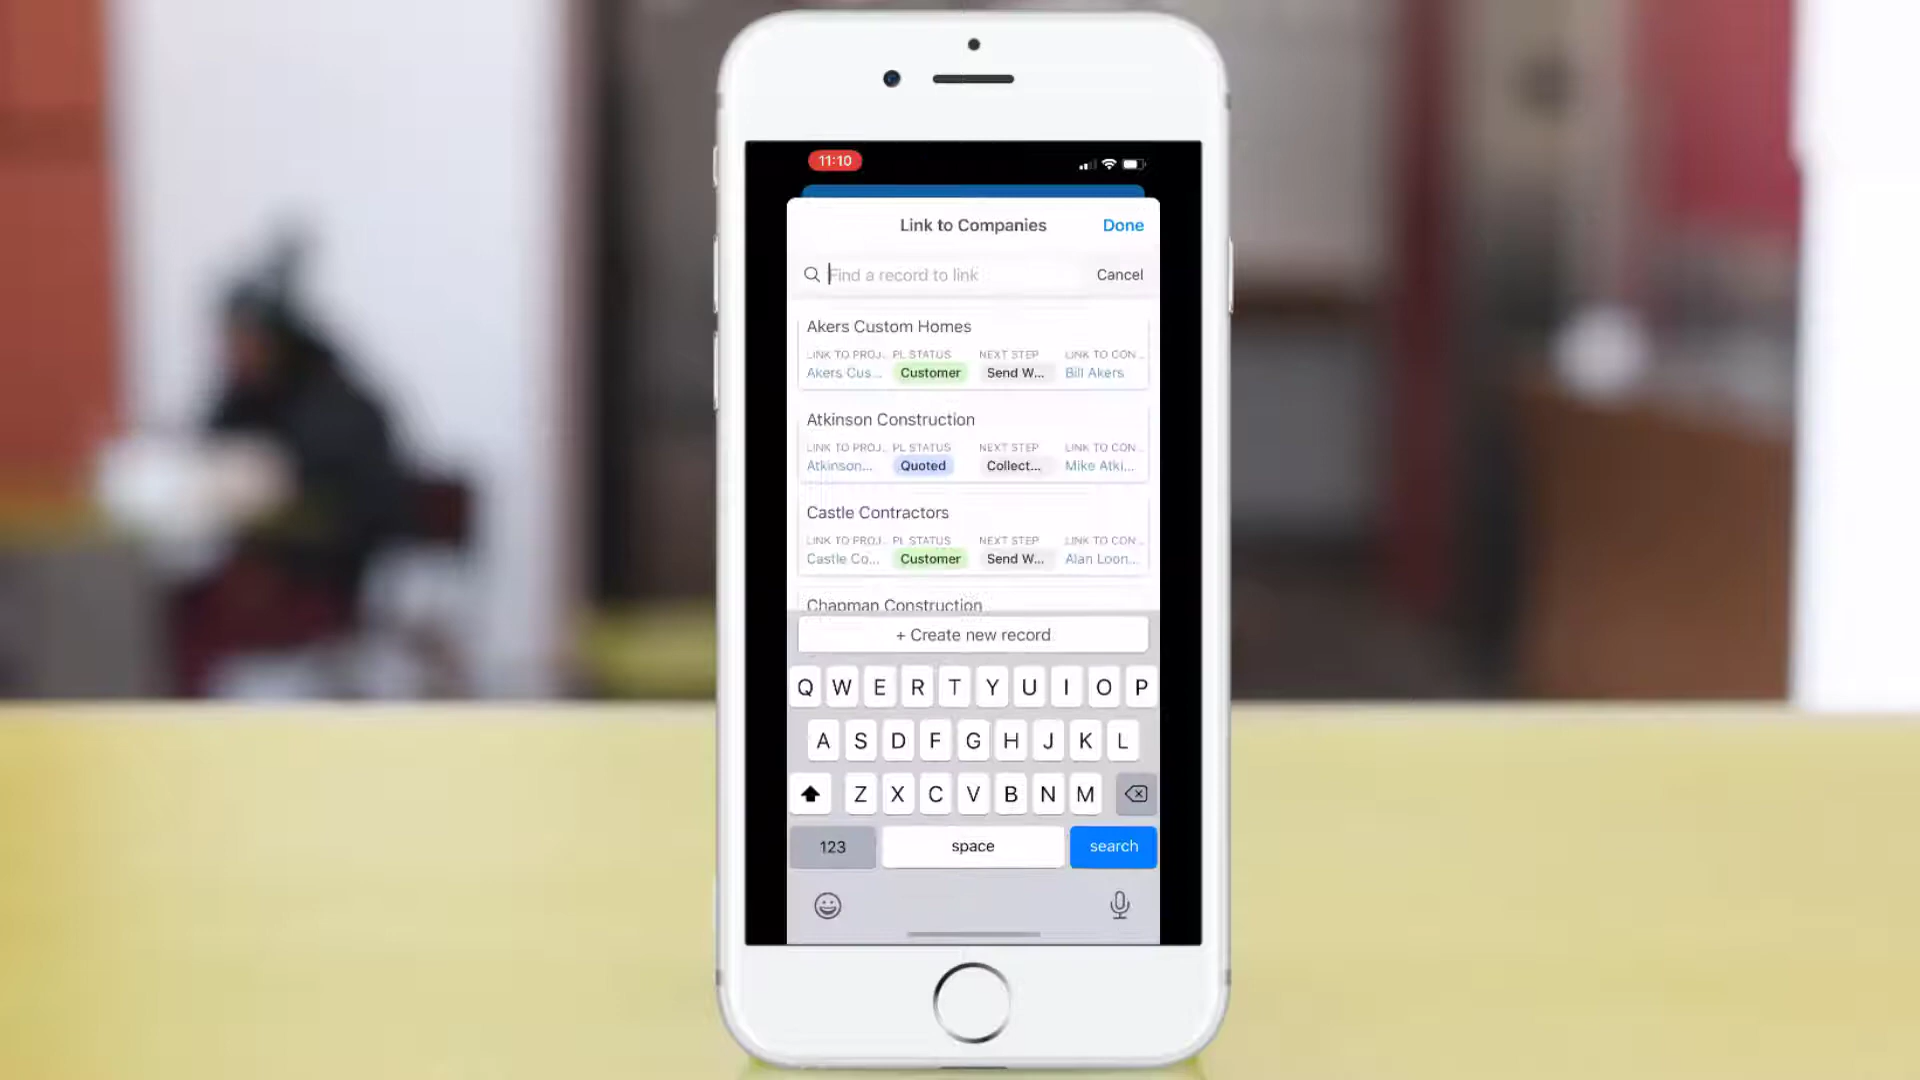 11:10
Link to Companies Done
Find a record to link Cancel
Akers Custom Homes
LINK TO PROJ... PL STATUS NEXT STEP LINK TO CON...
Akers Cus... Customer Send W... Bill Akers
Atkinson Construction
LINK TO PROJ... PL STATUS NEXT STEP LINK TO CON...
Atkinson... Quoted Collect... Mike Atki...
Castle Contractors
LINK TO PROJ... PL STATUS NEXT STEP LINK TO CON...
Castle Co... Customer Send W... Alan Loon...
Chapman Construction
+ Create new record
Q W E R T Y U I O P
A S D F G H J K L
Z X C V B N M
123 space search